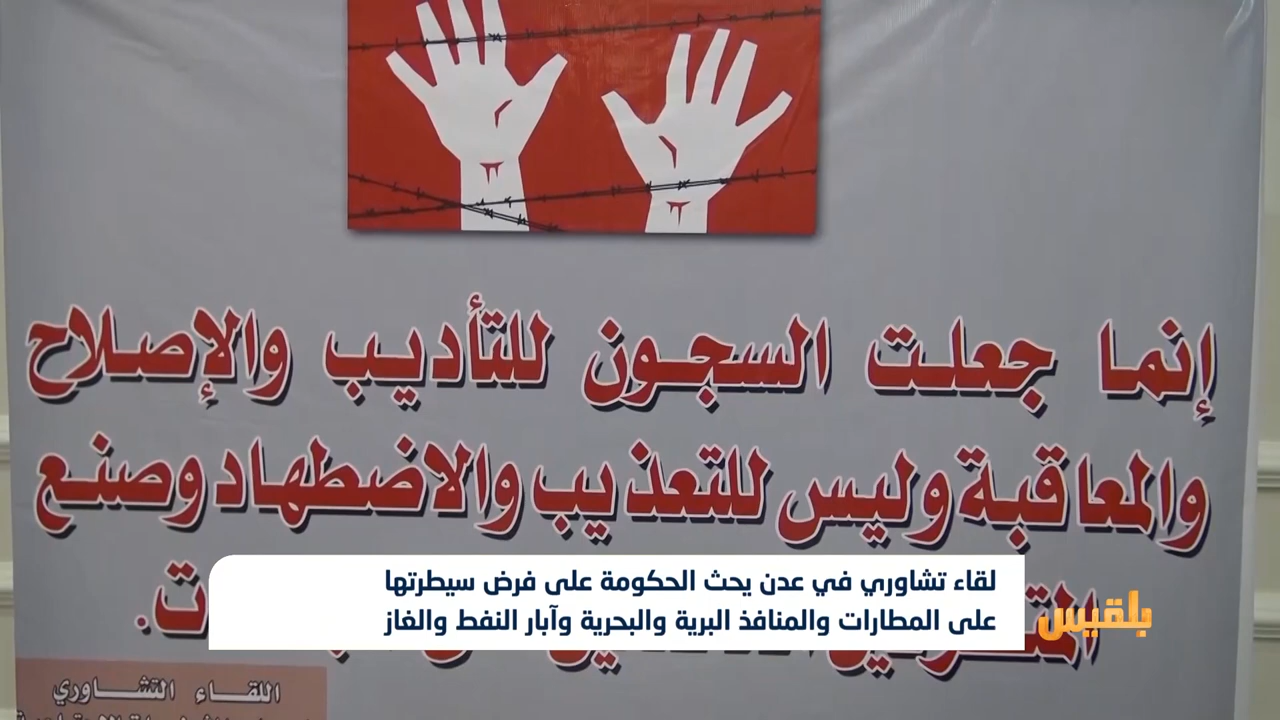 إنما جعلت السجون للتأديب والإصلاح
والمعاقبة وليس للتعذيب والاضطهاد وصنع
لقاء تشاوري في عدن يحث الحكومة على فرض سيطرتها
على المطارات والمنافذ البرية والبحرية وآبار النفط والغاز
بلقيس
اللقاء التشاوري